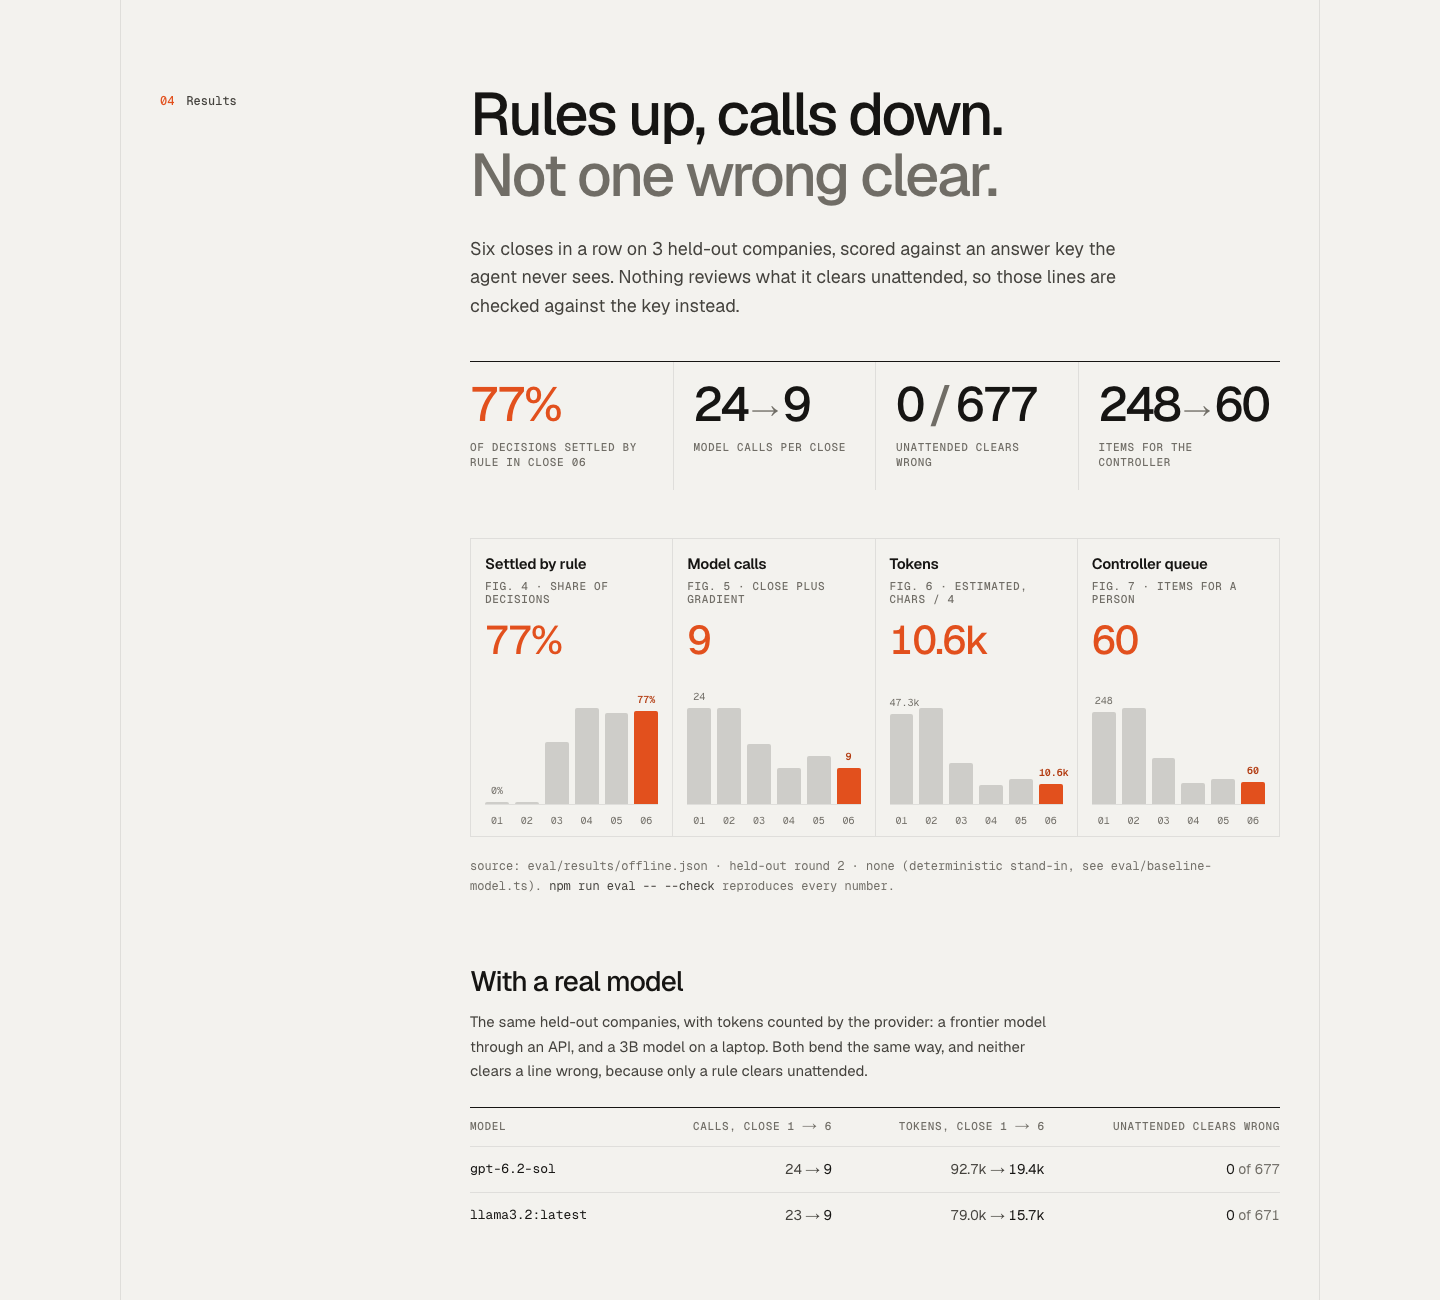 04 Results
Rules up, calls down.
Not one wrong clear.
Six closes in a row on 3 held-out companies, scored against an answer key the
agent never sees. Nothing reviews what it clears unattended, so those lines are
checked against the key instead.
77%
OF DECISIONS SETTLED BY
RULE IN CLOSE 06
24→9
MODEL CALLS PER CLOSE
0/677
UNATTENDED CLEARS
WRONG
248→60
ITEMS FOR THE
CONTROLLER
Settled by rule
FIG. 4 · SHARE OF
DECISIONS
77%
0%
77%
01 02 03 04 05 06
Model calls
FIG. 5 · CLOSE PLUS
GRADIENT
9
24
9
01 02 03 04 05 06
Tokens
FIG. 6 · ESTIMATED,
CHARS / 4
10.6k
47.3k
10.6k
01 02 03 04 05 06
Controller queue
FIG. 7 · ITEMS FOR A
PERSON
60
248
60
01 02 03 04 05 06
source: eval/results/offline.json · held-out round 2 · none (deterministic stand-in, see eval/baseline-
model.ts). npm run eval -- --check reproduces every number.
With a real model
The same held-out companies, with tokens counted by the provider: a frontier model
through an API, and a 3B model on a laptop. Both bend the same way, and neither
clears a line wrong, because only a rule clears unattended.
MODEL CALLS, CLOSE 1 → 6 TOKENS, CLOSE 1 → 6 UNATTENDED CLEARS WRONG
gpt-6.2-sol 24 → 9 92.7k → 19.4k 0 of 677
llama3.2:latest 23 → 9 79.0k → 15.7k 0 of 671